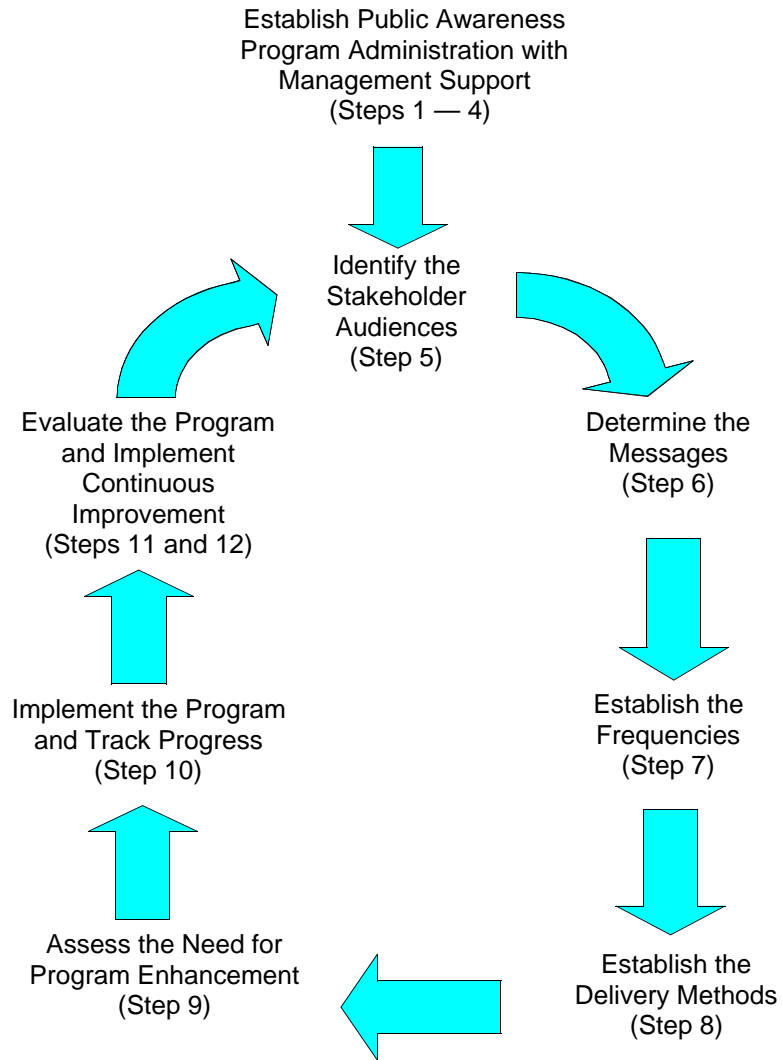 Establish Public Awareness
Program Administration with
Management Support
(Steps 1 — 4)
Identify the
Stakeholder
Audiences
(Step 5)
Determine the
Messages
(Step 6)
Establish the
Frequencies
(Step 7)
Establish the
Delivery Methods
(Step 8)
Assess the Need for
Program Enhancement
(Step 9)
Implement the Program
and Track Progress
(Step 10)
Evaluate the Program
and Implement
Continuous
Improvement
(Steps 11 and 12)